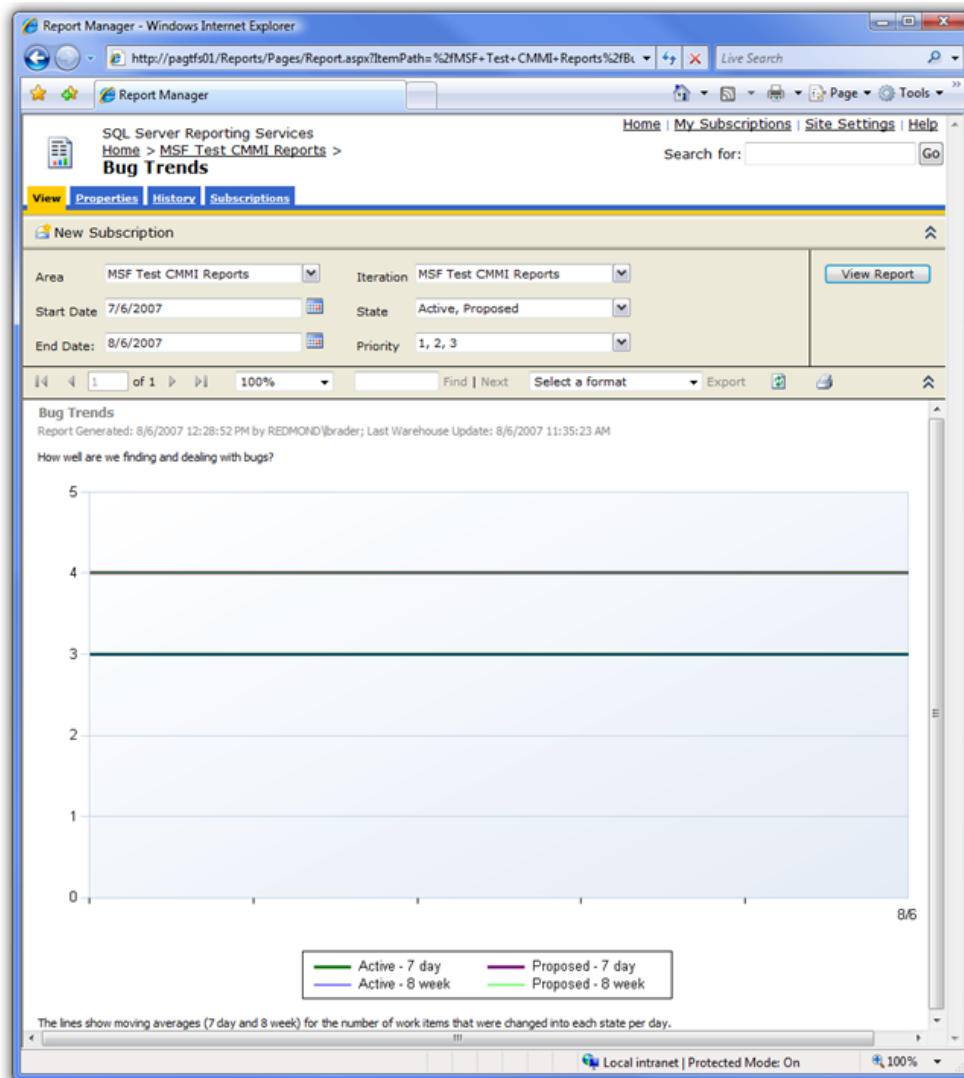 Report Manager - Windows Internet Explorer
http://pagtfs01/Reports/Pages/Report.aspx?ItemPath=%2fMSF+Test+CMMI+Reports%2fBu
Live Search
Report Manager
Page Tools
SQL Server Reporting Services
Home | My Subscriptions | Site Settings | Help
Home > MSF Test CMMI Reports >
Search for: Go
Bug Trends
View Properties History Subscriptions
New Subscription
Area MSF Test CMMI Reports Iteration MSF Test CMMI Reports View Report
Start Date 7/6/2007 State Active, Proposed
End Date: 8/6/2007 Priority 1, 2, 3
1 of 1 100% Find | Next Select a format Export
Bug Trends
Report Generated: 8/6/2007 12:28:52 PM by REDMOND\lbrader; Last Warehouse Update: 8/6/2007 11:35:23 AM
How well are we finding and dealing with bugs?
5
4
3
2
1
0
8/6
Active - 7 day Proposed - 7 day
Active - 8 week Proposed - 8 week
The lines show moving averages (7 day and 8 week) for the number of work items that were changed into each state per day.
Local intranet | Protected Mode: On 100%